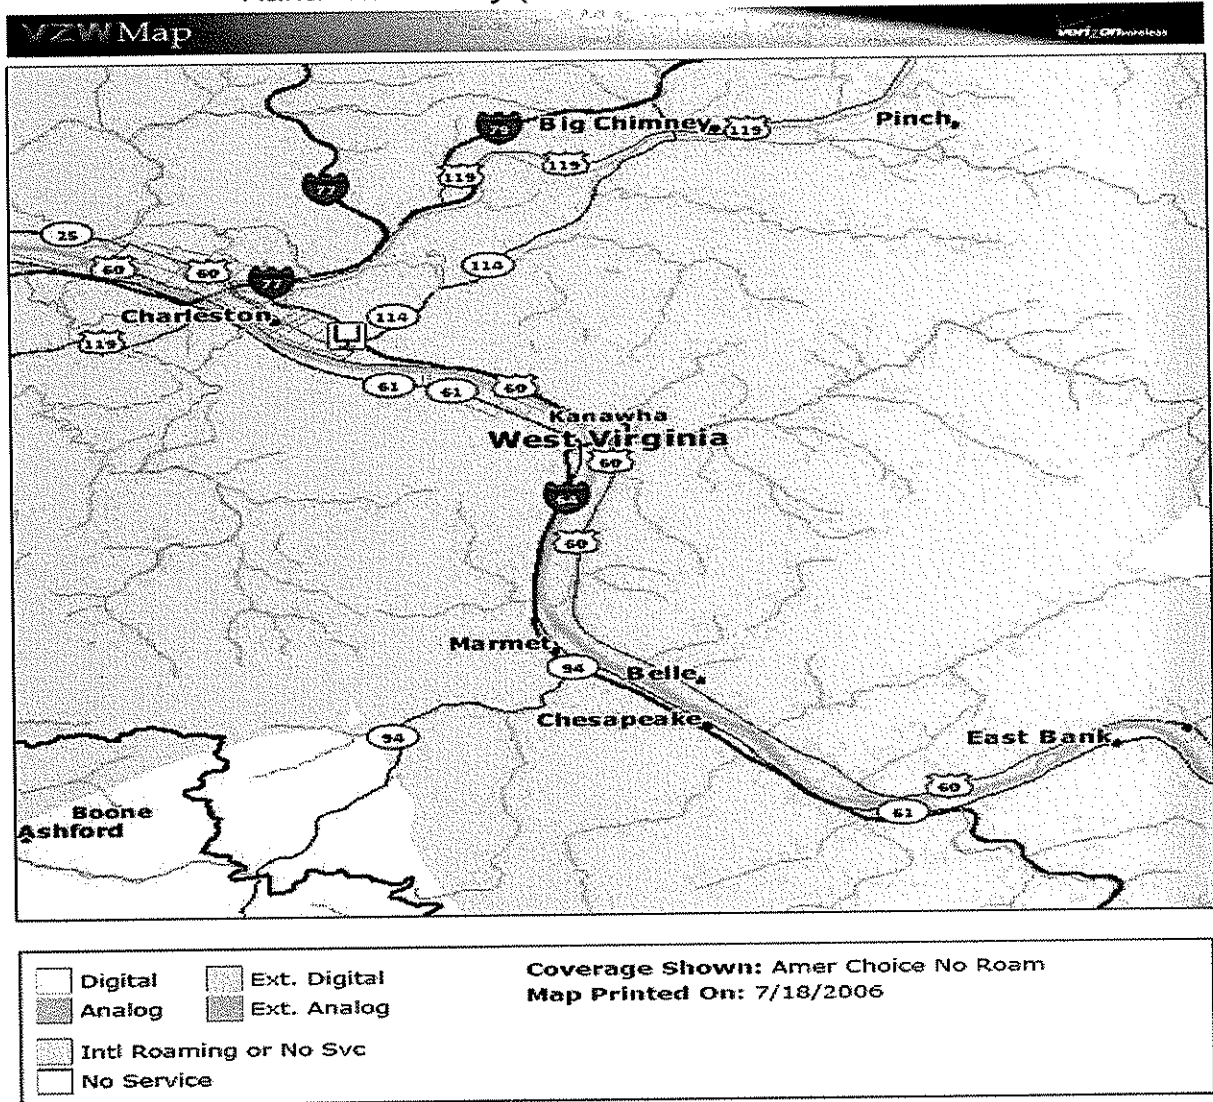 VZW Map
verizon wireless
79
Big Chimney
119
Pinch
119
119
77
25
60
60
77
114
Charleston
114
119
61
61
60
Kanawha
West Virginia
60
60
Marmet
94
Belle
Chesapeake
94
East Bank
60
61
Boone
Ashford
Digital
Ext. Digital
Coverage Shown: Amer Choice No Roam
Analog
Ext. Analog
Map Printed On: 7/18/2006
Intl Roaming or No Svc
No Service